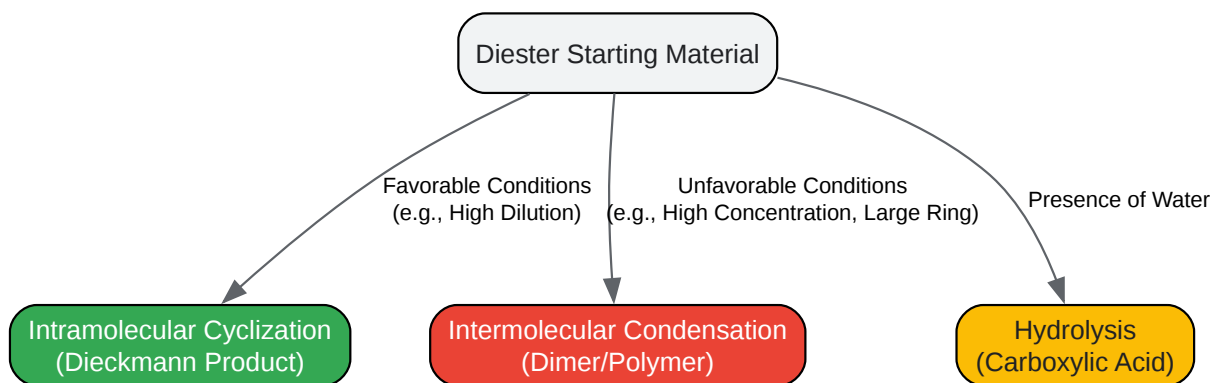 Diester Starting Material
Favorable Conditions
(e.g., High Dilution)
Unfavorable Conditions
(e.g., High Concentration, Large Ring)
Presence of Water
Intramolecular Cyclization
(Dieckmann Product)
Intermolecular Condensation
(Dimer/Polymer)
Hydrolysis
(Carboxylic Acid)